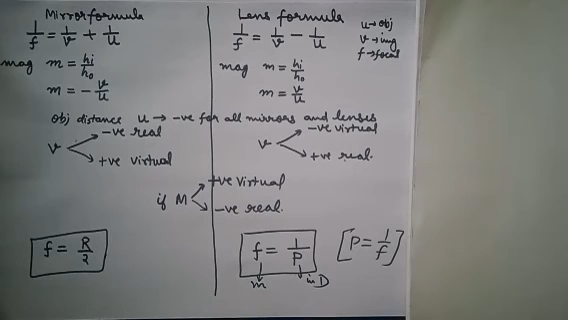 Mirror formula
1/f = 1/v + 1/u
mag m = hi/ho
m = - v/u
Lens formula
1/f = 1/v - 1/u
mag m = hi/ho
m = v/u
u → obj
v → img
f → focal
obj distance u → -ve for all mirrors and lenses
v
-ve real
+ve virtual
v
-ve virtual
+ve real.
if M
+ve virtual
-ve real.
f = R/2
f = 1/P
m
in D
[P = 1/f]